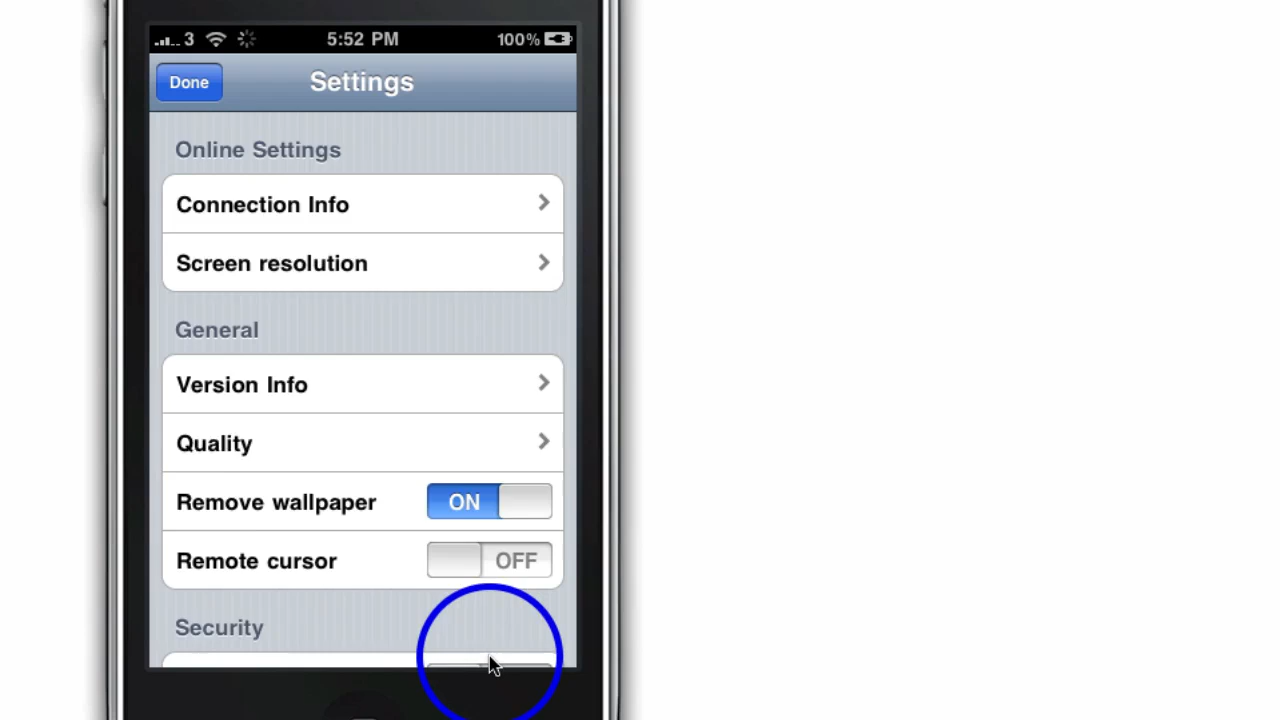 3 5:52 PM 100%
Done Settings
Online Settings
Connection Info
Screen resolution
General
Version Info
Quality
Remove wallpaper ON
Remote cursor OFF
Security